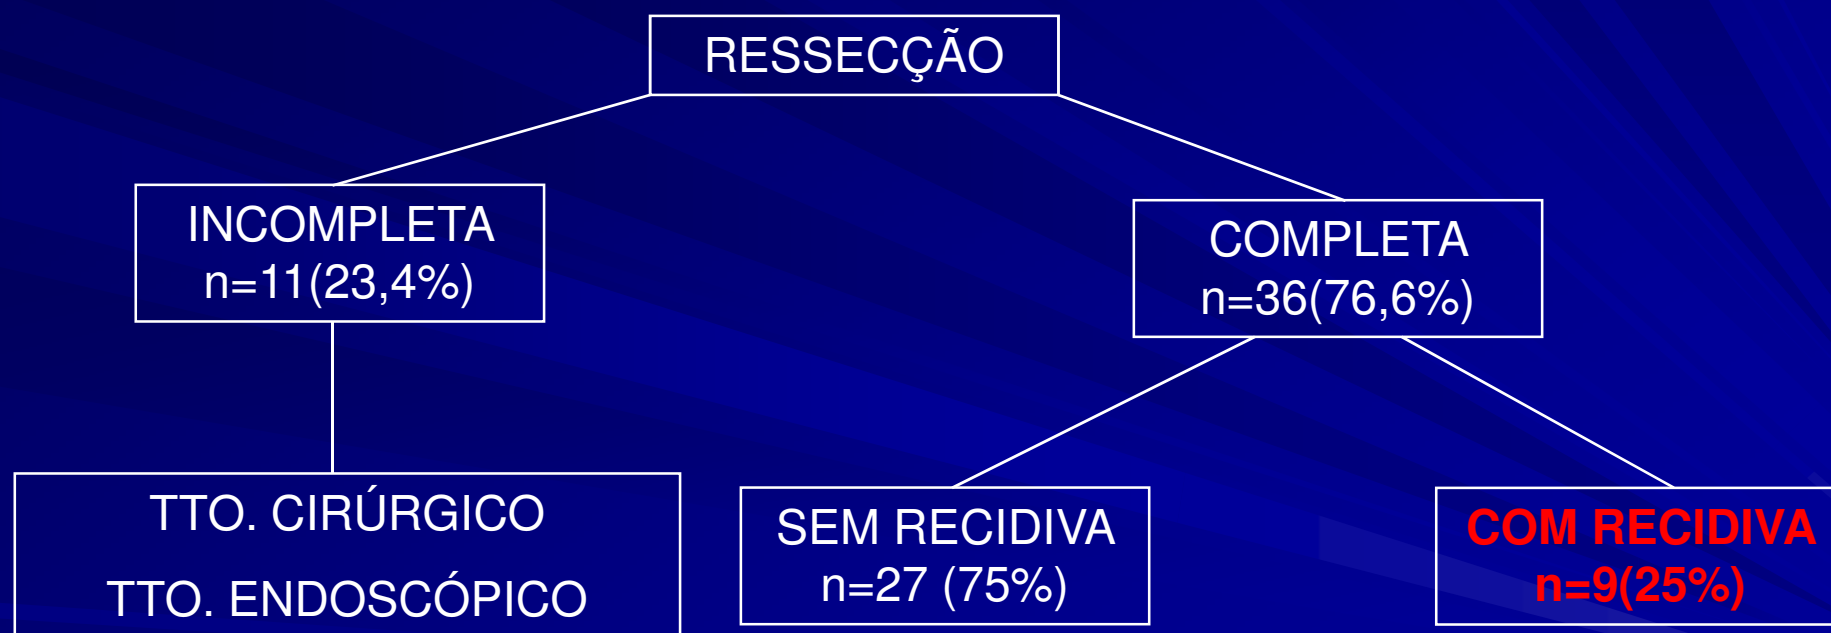 RESSECÇÃO
INCOMPLETA
n=11(23,4%)
COMPLETA
n=36(76,6%)
TTO. CIRÚRGICO
TTO. ENDOSCÓPICO
SEM RECIDIVA
n=27 (75%)
COM RECIDIVA
n=9(25%)